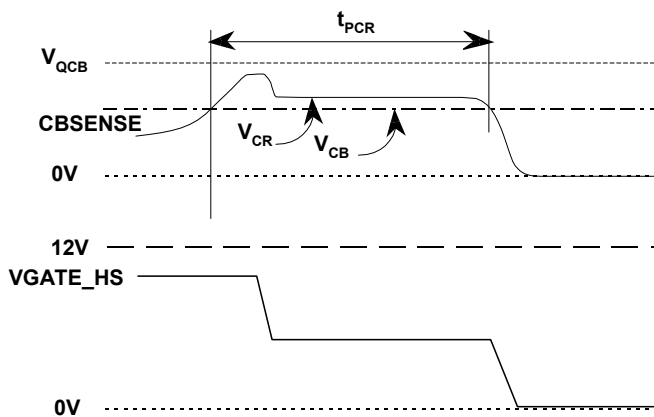 tPCR
VQCB
CBSENSE
VCR
VCB
0V
12V
VGATE_HS
0V